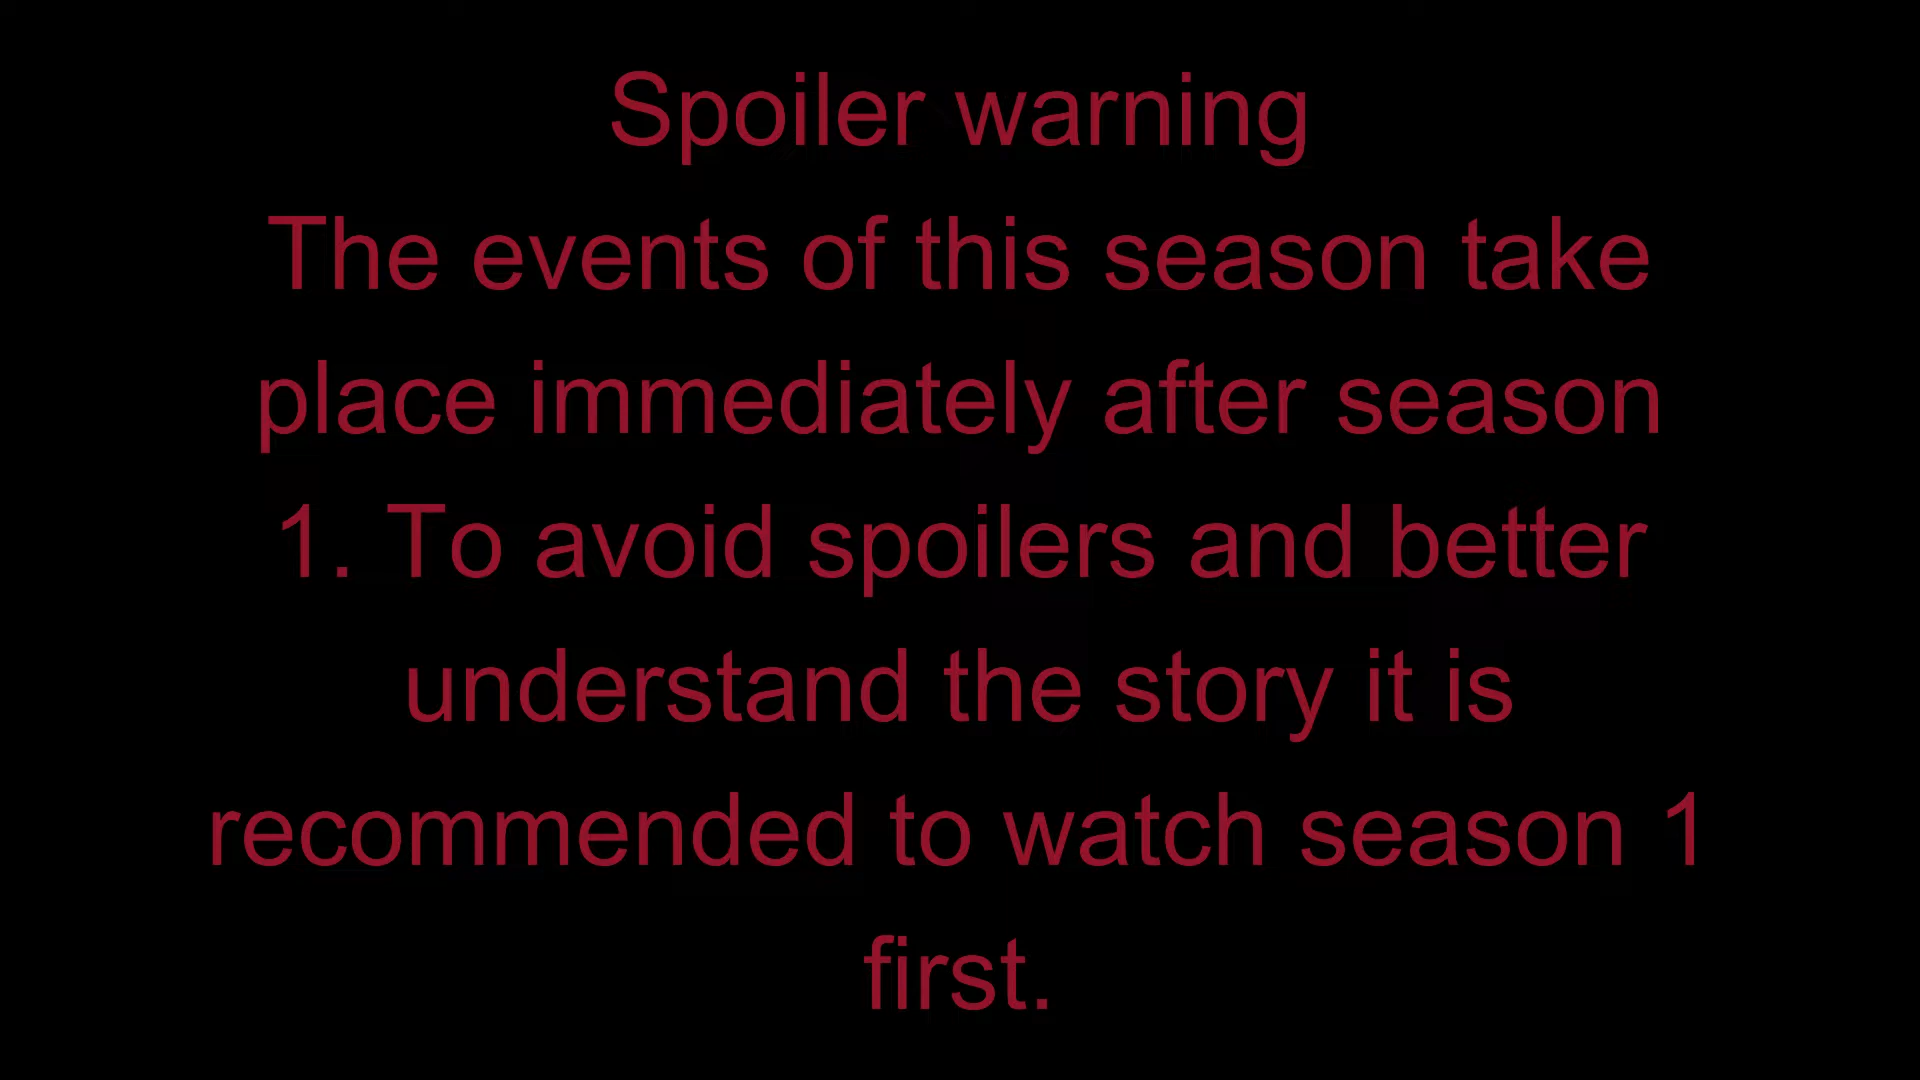 Spoiler warning
The events of this season take
place immediately after season
1. To avoid spoilers and better
understand the story it is
recommended to watch season 1
first.